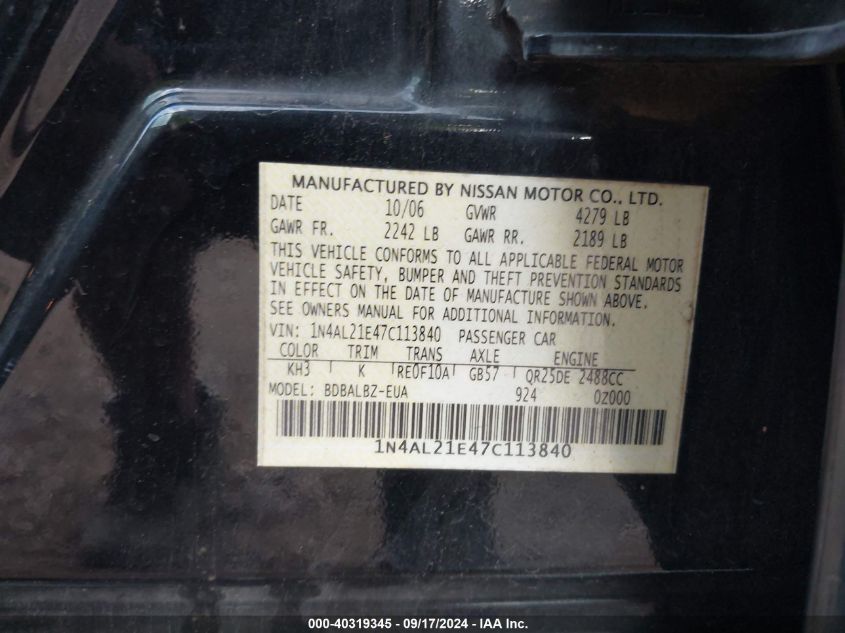 MANUFACTURED BY NISSAN MOTOR CO., LTD.
DATE 10/06 GVWR 4279 LB
GAWR FR. 2242 LB GAWR RR. 2189 LB
THIS VEHICLE CONFORMS TO ALL APPLICABLE FEDERAL MOTOR
VEHICLE SAFETY, BUMPER AND THEFT PREVENTION STANDARDS
IN EFFECT ON THE DATE OF MANUFACTURE SHOWN ABOVE.
SEE OWNERS MANUAL FOR ADDITIONAL INFORMATION.
VIN: 1N4AL21E47C113840 PASSENGER CAR
COLOR TRIM TRANS AXLE ENGINE
KH3 K RE0F10A GB57 QR25DE 2488CC
MODEL: BDBALBZ-EUA 924 0Z000
1N4AL21E47C113840
000-40319345 - 09/17/2024 - IAA Inc.